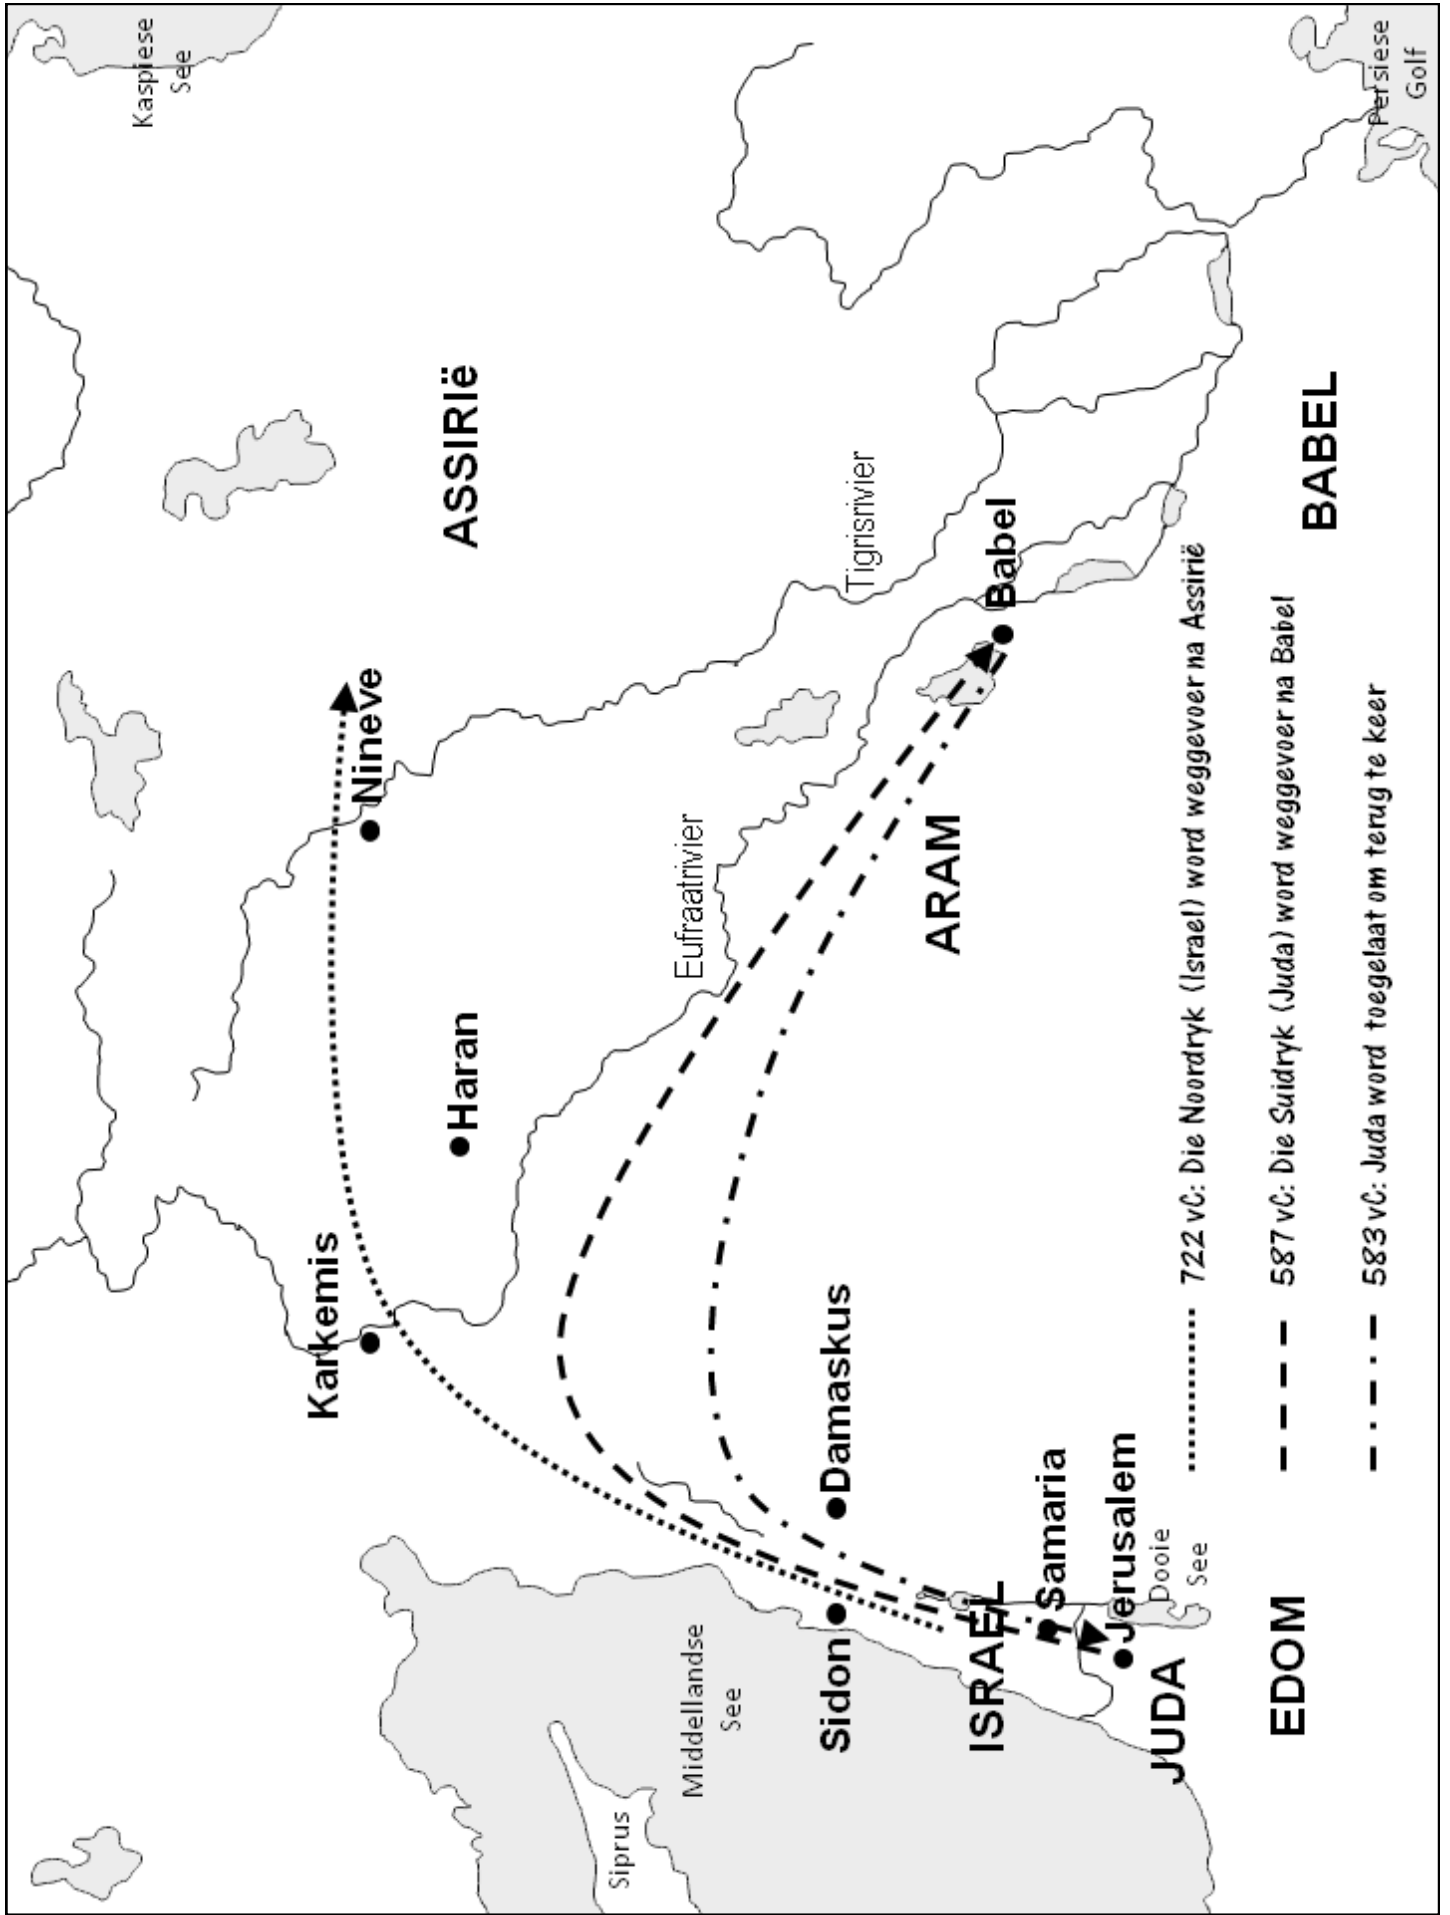 Kaspiese
See
ASSIRIë
Nineve
Karkemis
Haran
Tigrisrivier
Eufraatrivier
Babel
ARAM
BABEL
Persiese
Golf
Middellandse
See
Siprus
Sidon
Damaskus
ISRAEL
Samaria
Jerusalem
Dooie
See
JUDA
EDOM
722 vC: Die Noordryk (Israel) word weggevoer na Assirië
587 vC: Die Suidryk (Juda) word weggevoer na Babel
583 vC: Juda word toegelaat om terug te keer